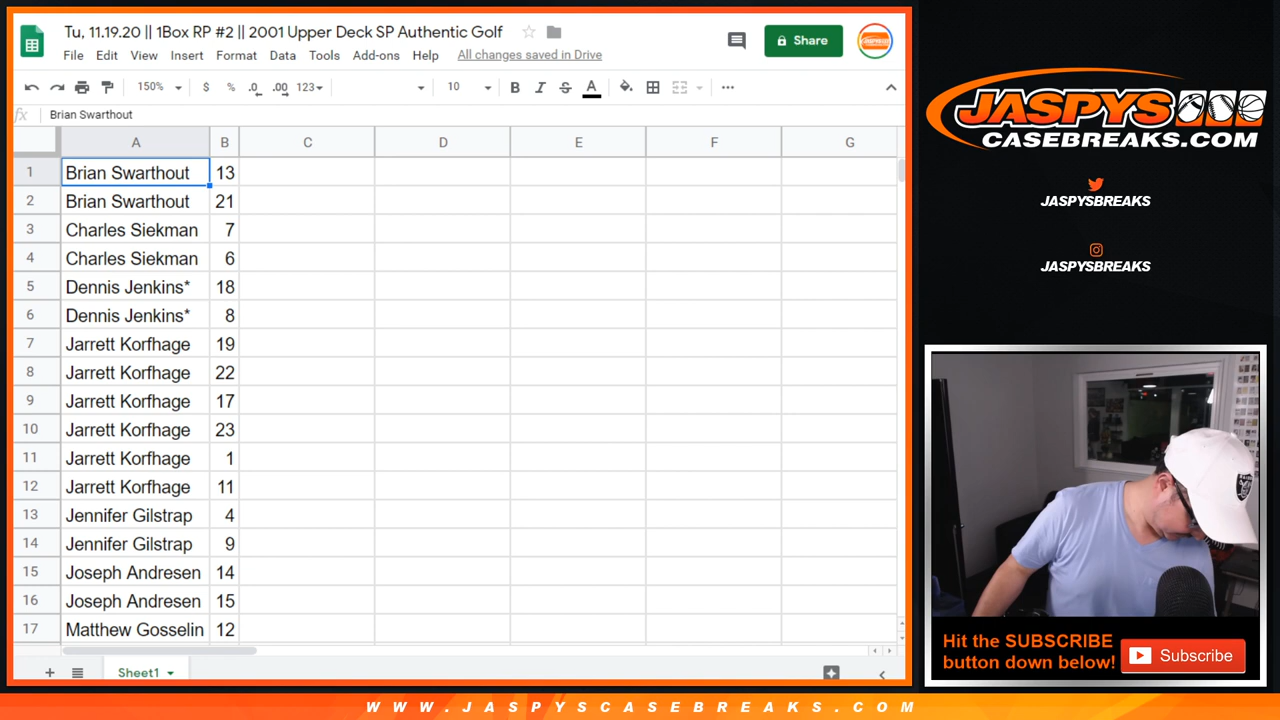 Tu, 11.19.20 || 1Box RP #2 || 2001 Upper Deck SP Authentic Golf
File Edit View Insert Format Data Tools Add-ons Help All changes saved in Drive
Share
150% $ % .0 .00 123 10 B I S A
fx Brian Swarthout
A B C D E F G
1 Brian Swarthout 13
2 Brian Swarthout 21
3 Charles Siekman 7
4 Charles Siekman 6
5 Dennis Jenkins* 18
6 Dennis Jenkins* 8
7 Jarrett Korfhage 19
8 Jarrett Korfhage 22
9 Jarrett Korfhage 17
10 Jarrett Korfhage 23
11 Jarrett Korfhage 1
12 Jarrett Korfhage 11
13 Jennifer Gilstrap 4
14 Jennifer Gilstrap 9
15 Joseph Andresen 14
16 Joseph Andresen 15
17 Matthew Gosselin 12
Sheet1
JASPYS
CASEBREAKS.COM
JASPYSBREAKS
JASPYSBREAKS
Hit the SUBSCRIBE
button down below!
Subscribe
WWW.JASPYSCASEBREAKS.COM